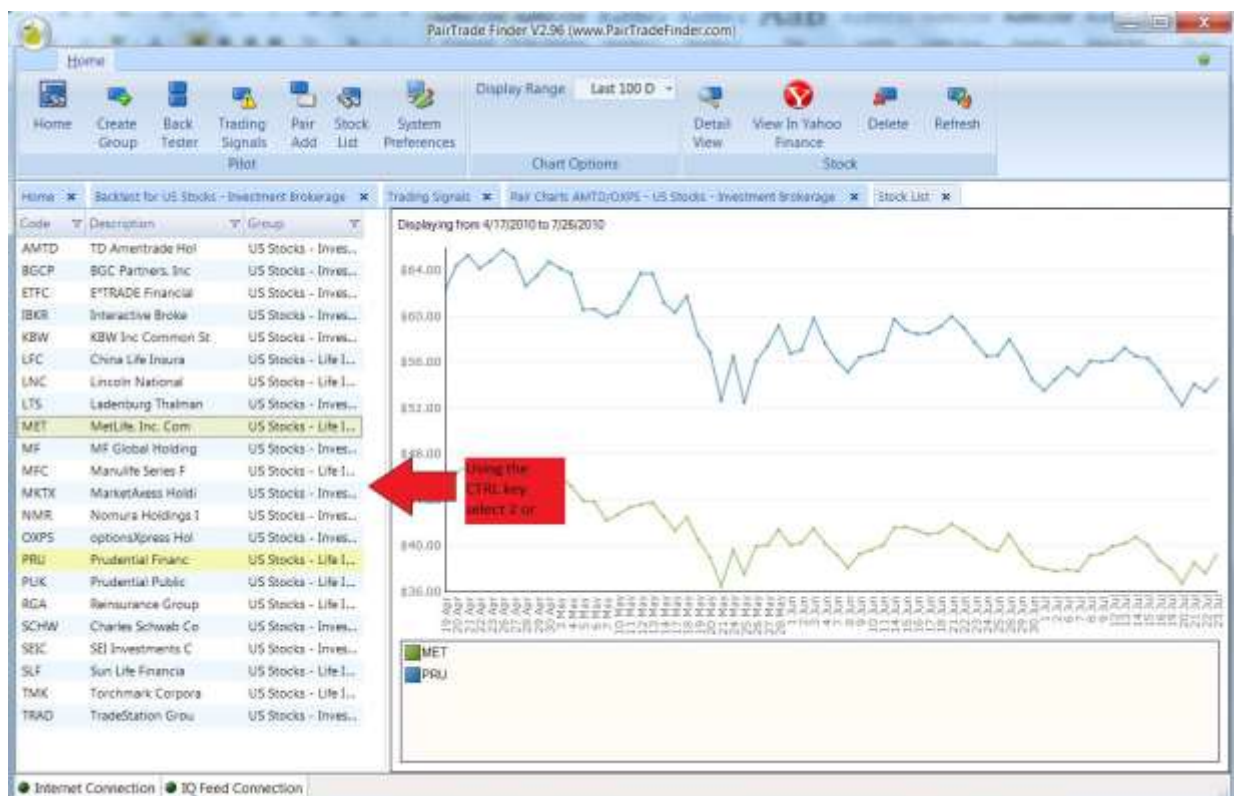 PairTrade Finder V2.96 (www.PairTradeFinder.com)
Home
Display Range Last 100 D
Home
Create Group
Back Tester
Trading Signals
Pair Add
Stock List
System Preferences
Detail View
View In Yahoo Finance
Delete
Refresh
Pilot
Chart Options
Stock
Home
Backtest for US Stocks - Investment Brokerage
Trading Signals
Pair Charts AMTD/OXPS - US Stocks - Investment Brokerage
Stock List
Code Description Group
AMTD TD Ameritrade Hol US Stocks - Inves...
BGCP BGC Partners, Inc US Stocks - Inves...
ETFC E*TRADE Financial US Stocks - Inves...
IBKR Interactive Broke US Stocks - Inves...
KBW KBW Inc Common St US Stocks - Inves...
LFC China Life Insura US Stocks - Life I...
LNC Lincoln National US Stocks - Life I...
LTS Ladenburg Thalman US Stocks - Inves...
MET MetLife, Inc. Com US Stocks - Life I...
MF MF Global Holding US Stocks - Inves...
MFC Manulife Series F US Stocks - Life I...
MKTX MarketAxess Holdi US Stocks - Inves...
NMR Nomura Holdings I US Stocks - Inves...
OXPS optionsXpress Hol US Stocks - Inves...
PRU Prudential Financ US Stocks - Life I...
PUK Prudential Public US Stocks - Life I...
RGA Reinsurance Group US Stocks - Life I...
SCHW Charles Schwab Co US Stocks - Inves...
SEIC SEI Investments C US Stocks - Inves...
SLF Sun Life Financia US Stocks - Life I...
TMK Torchmark Corpora US Stocks - Life I...
TRAD TradeStation Grou US Stocks - Inves...
Displaying from 4/17/2010 to 7/26/2010
$64.00
$60.00
$56.00
$52.00
$48.00
$40.00
$36.00
Using the
CTRL key
select 2 or
MET
PRU
Internet Connection IQ Feed Connection